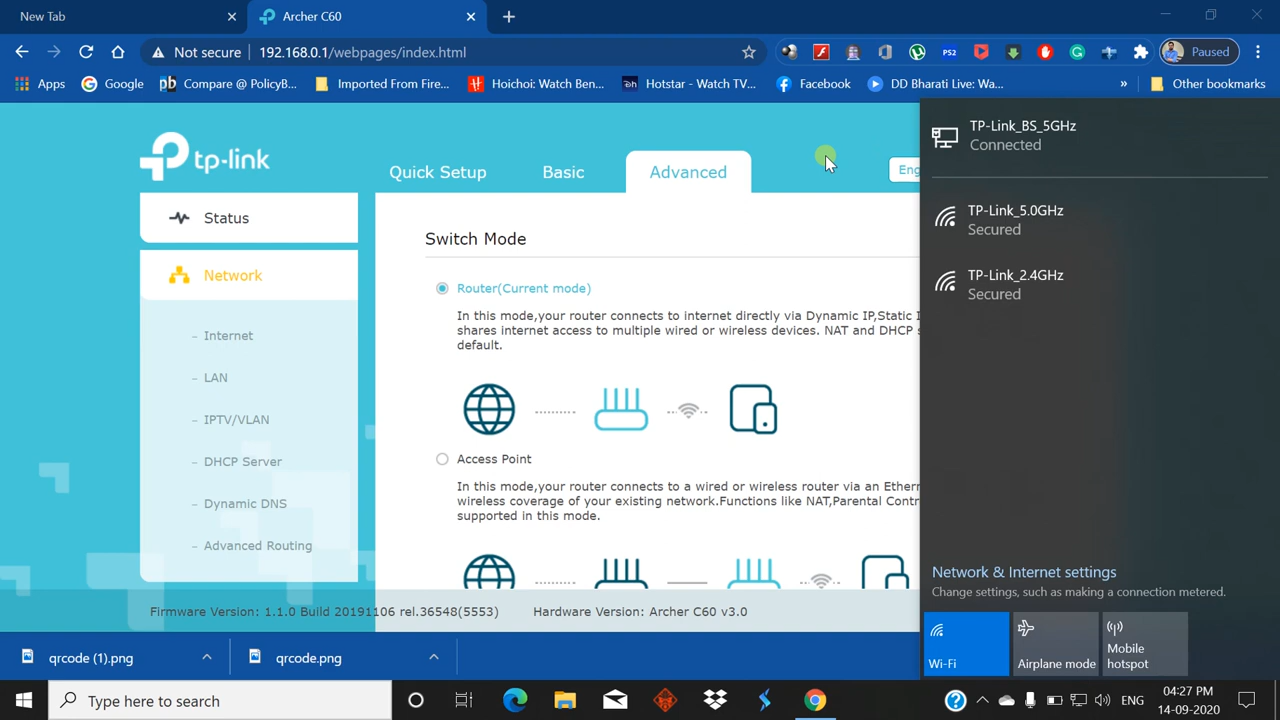 New Tab
Archer C60
Not secure
192.168.0.1/webpages/index.html
PS2
Paused
Apps
Google
Compare @ PolicyB...
Imported From Fire...
Hoichoi: Watch Ben...
Hotstar - Watch TV...
Facebook
DD Bharati Live: Wa...
»
Other bookmarks
tp-link
Quick Setup
Basic
Advanced
Eng
Status
Network
– Internet
– LAN
– IPTV/VLAN
– DHCP Server
– Dynamic DNS
– Advanced Routing
Switch Mode
Router(Current mode)
In this mode,your router connects to internet directly via Dynamic IP,Static I
shares internet access to multiple wired or wireless devices. NAT and DHCP s
default.
Access Point
In this mode,your router connects to a wired or wireless router via an Ethern
wireless coverage of your existing network.Functions like NAT,Parental Contr
supported in this mode.
Firmware Version: 1.1.0 Build 20191106 rel.36548(5553)
Hardware Version: Archer C60 v3.0
TP-Link_BS_5GHz
Connected
TP-Link_5.0GHz
Secured
TP-Link_2.4GHz
Secured
Network & Internet settings
Change settings, such as making a connection metered.
Wi-Fi
Airplane mode
Mobile
hotspot
qrcode (1).png
qrcode.png
Type here to search
ENG
04:27 PM
14-09-2020